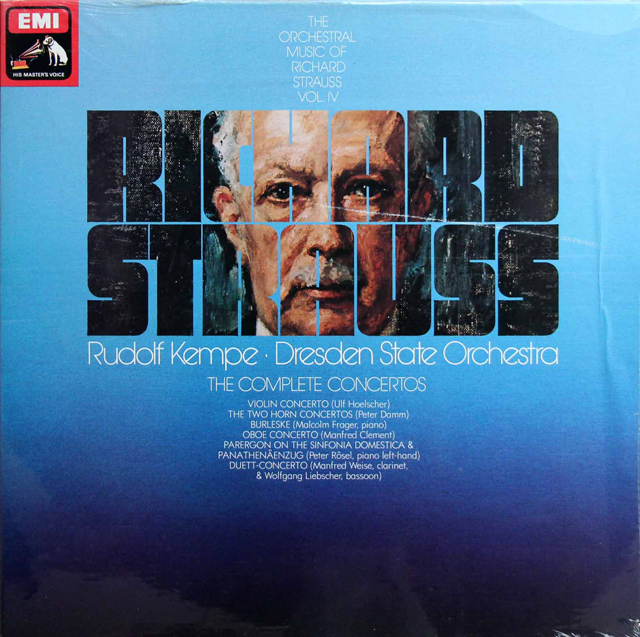 EMI
HIS MASTER'S VOICE
THE
ORCHESTRAL
MUSIC OF
RICHARD
STRAUSS
VOL. IV
RICHARD
STRAUSS
Rudolf Kempe · Dresden State Orchestra
THE COMPLETE CONCERTOS
VIOLIN CONCERTO (Ulf Hoelscher)
THE TWO HORN CONCERTOS (Peter Damm)
BURLESKE (Malcolm Frager, piano)
OBOE CONCERTO (Manfred Clement)
PARERGON ON THE SINFONIA DOMESTICA &
PANATHENÄENZUG (Peter Rösel, piano left-hand)
DUETT-CONCERTO (Manfred Weise, clarinet,
& Wolfgang Liebscher, bassoon)